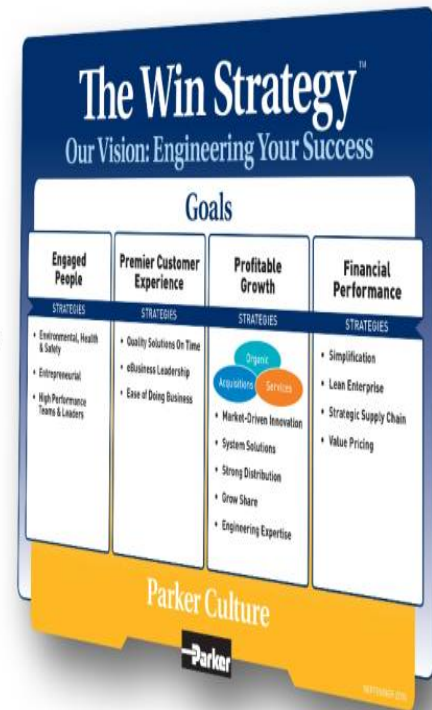 The Win Strategy™
Our Vision: Engineering Your Success
Goals
Engaged
People
STRATEGIES
• Environmental, Health
& Safety
• Entrepreneurial
• High Performance
Teams & Leaders
Premier Customer
Experience
STRATEGIES
• Quality Solutions On Time
• eBusiness Leadership
• Ease of Doing Business
Profitable
Growth
STRATEGIES
Organic
Acquisitions
Services
• Market-Driven Innovation
• System Solutions
• Strong Distribution
• Grow Share
• Engineering Expertise
Financial
Performance
STRATEGIES
• Simplification
• Lean Enterprise
• Strategic Supply Chain
• Value Pricing
Parker Culture
Parker
SEPTEMBER